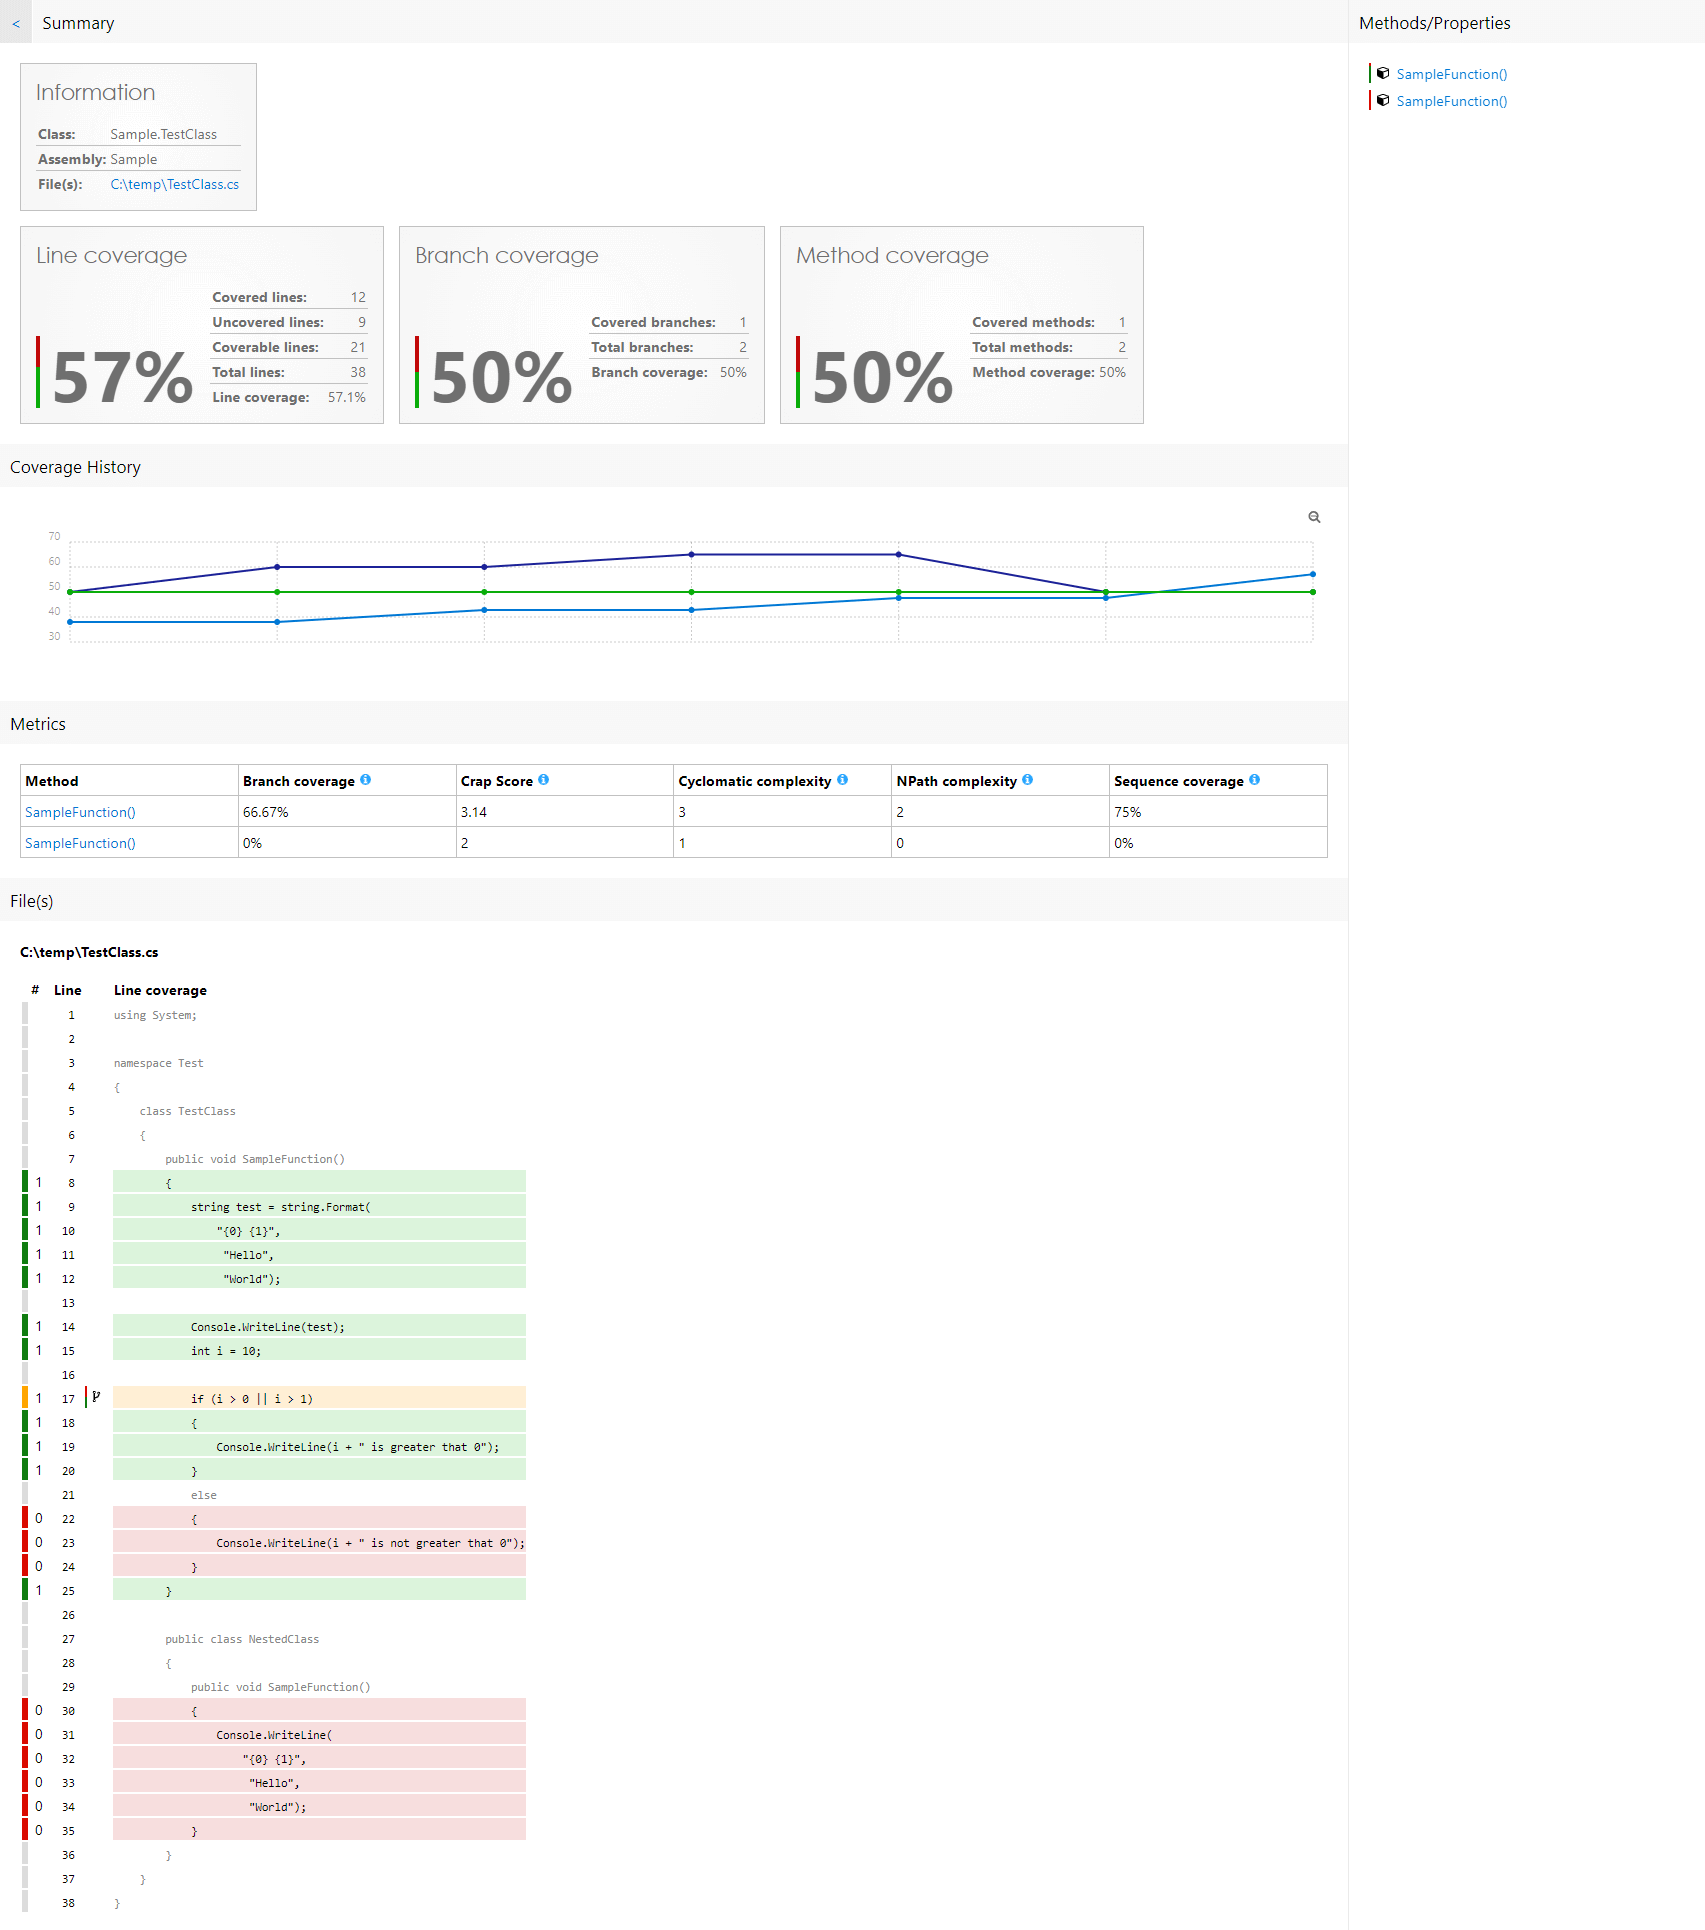 < Summary
Information
Class: Sample.TestClass
Assembly: Sample
File(s): C:\temp\TestClass.cs
Line coverage
57%
Covered lines: 12
Uncovered lines: 9
Coverable lines: 21
Total lines: 38
Line coverage: 57.1%
Branch coverage
50%
Covered branches: 1
Total branches: 2
Branch coverage: 50%
Method coverage
50%
Covered methods: 1
Total methods: 2
Method coverage: 50%
Coverage History
70
60
50
40
30
Metrics
Method Branch coverage Crap Score Cyclomatic complexity NPath complexity Sequence coverage
SampleFunction() 66.67% 3.14 3 2 75%
SampleFunction() 0% 2 1 0 0%
File(s)
C:\temp\TestClass.cs
# Line Line coverage
1 using System;
2
3 namespace Test
4 {
5 class TestClass
6 {
7 public void SampleFunction()
1 8 {
1 9 string test = string.Format(
1 10 "{0} {1}",
1 11 "Hello",
1 12 "World");
13
1 14 Console.WriteLine(test);
1 15 int i = 10;
16
1 17 if (i > 0 || i > 1)
1 18 {
1 19 Console.WriteLine(i + " is greater that 0");
1 20 }
21 else
0 22 {
0 23 Console.WriteLine(i + " is not greater that 0");
0 24 }
1 25 }
26
27 public class NestedClass
28 {
29 public void SampleFunction()
0 30 {
0 31 Console.WriteLine(
0 32 "{0} {1}",
0 33 "Hello",
0 34 "World");
0 35 }
36 }
37 }
38 }
Methods/Properties
SampleFunction()
SampleFunction()